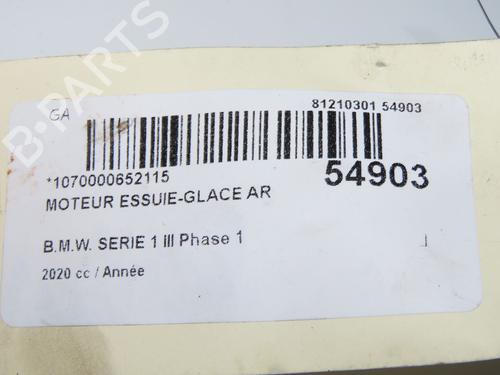 GA
81210301 54903
*1070000652115
54903
MOTEUR ESSUIE-GLACE AR
B.M.W. SERIE 1 III Phase 1
2020 cc / Année
B-PARTS